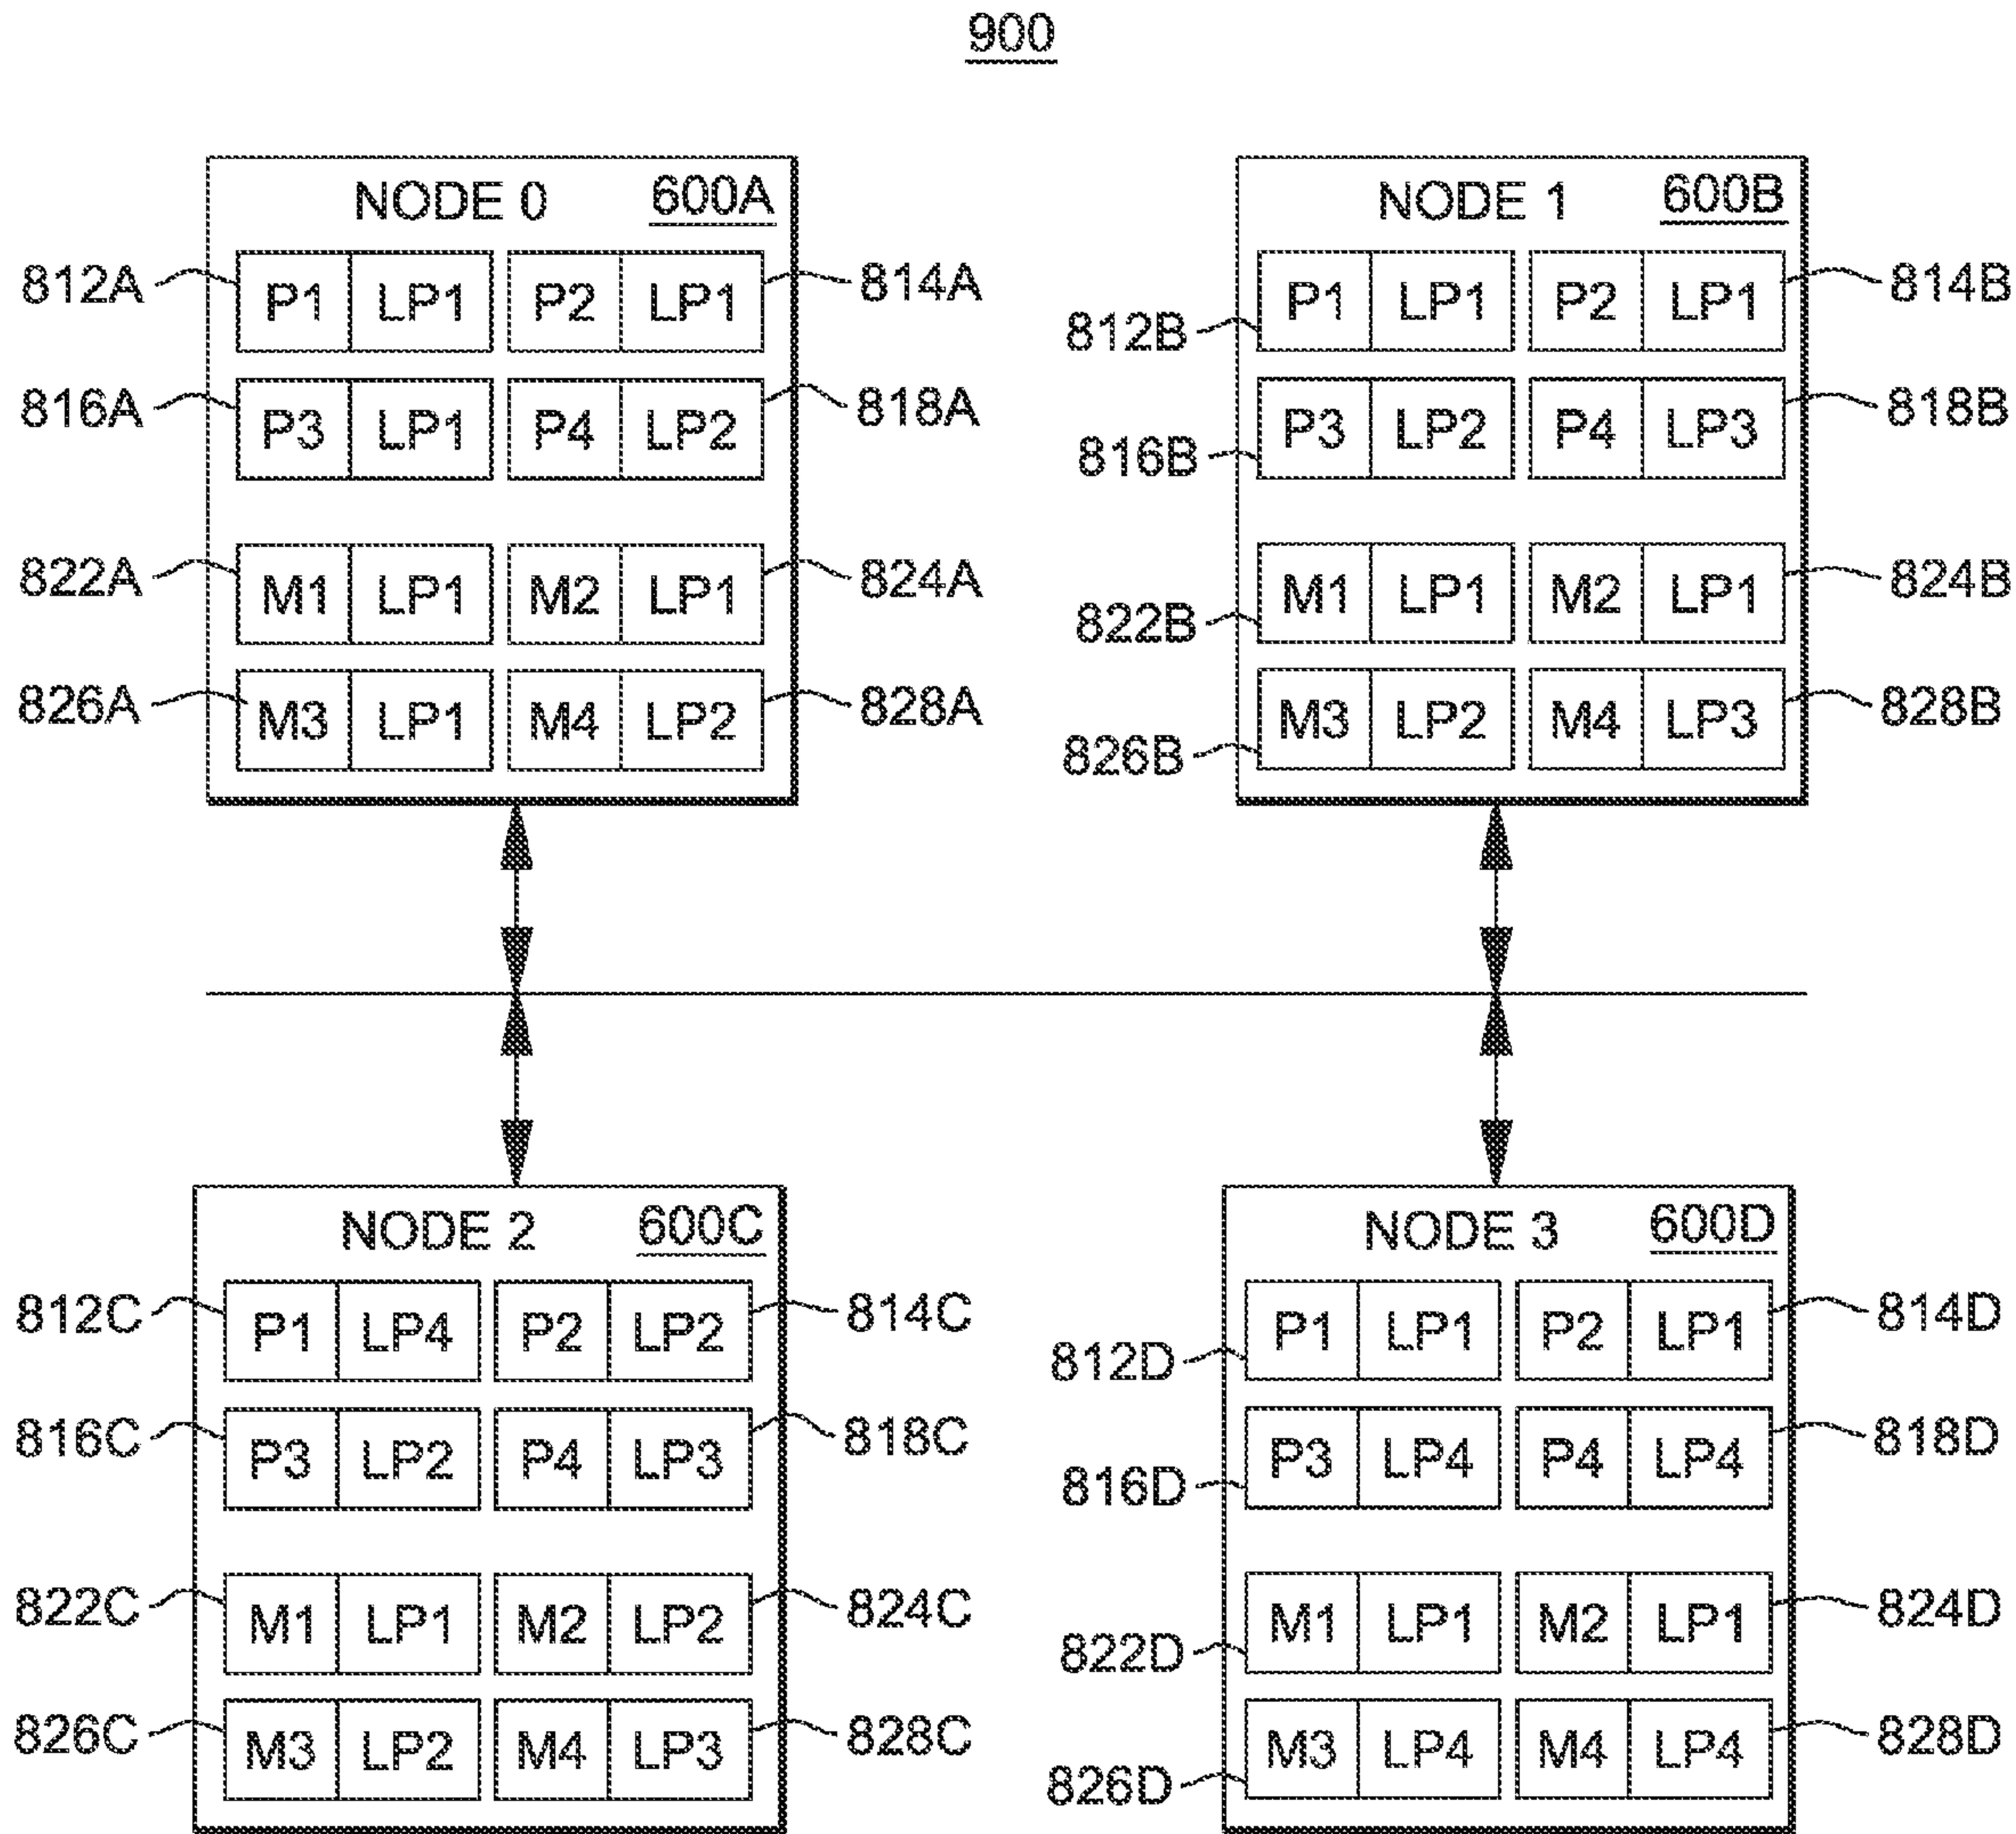 900
NODE 0 600A
812A P1 LP1 P2 LP1 814A
816A P3 LP1 P4 LP2 818A
822A M1 LP1 M2 LP1 824A
826A M3 LP1 M4 LP2 828A
NODE 1 600B
812B P1 LP1 P2 LP1 814B
816B P3 LP2 P4 LP3 818B
822B M1 LP1 M2 LP1 824B
826B M3 LP2 M4 LP3 828B
NODE 2 600C
812C P1 LP4 P2 LP2 814C
816C P3 LP2 P4 LP3 818C
822C M1 LP1 M2 LP2 824C
826C M3 LP2 M4 LP3 828C
NODE 3 600D
812D P1 LP1 P2 LP1 814D
816D P3 LP4 P4 LP4 818D
822D M1 LP1 M2 LP1 824D
826D M3 LP4 M4 LP4 828D